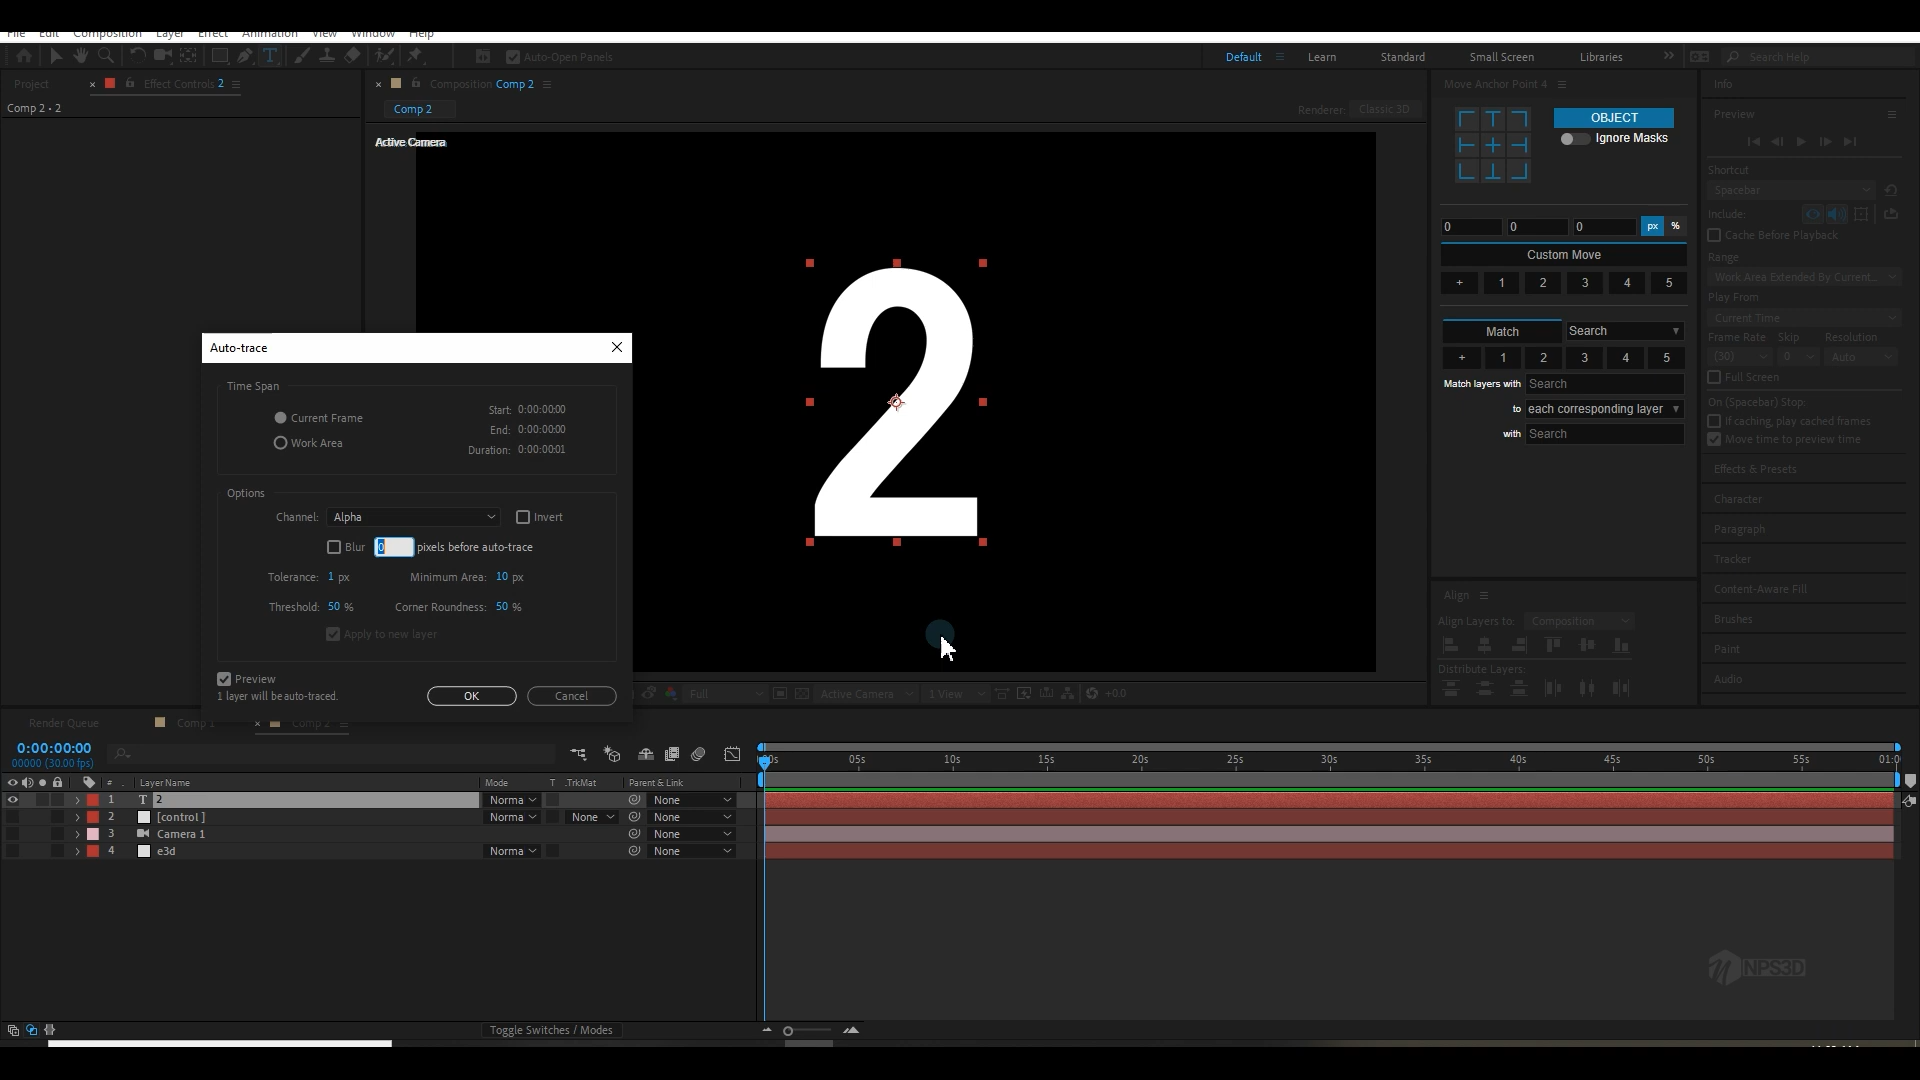 File Edit Composition Layer Effect Animation View Window Help
T Auto-Open Panels Default Learn Standard Small Screen Libraries Search Help
Project Effect Controls 2
Comp 2 • 2
Composition Comp 2
Comp 2
Renderer: Classic 3D
Active Camera
2
Auto-trace
Time Span
Current Frame
Work Area
Start: 0:00:00:00
End: 0:00:00:00
Duration: 0:00:00:01
Options
Channel: Alpha Invert
Blur 0 pixels before auto-trace
Tolerance: 1 px Minimum Area: 10 px
Threshold: 50 % Corner Roundness: 50 %
Apply to new layer
Preview
1 layer will be auto-traced.
OK Cancel
Full Active Camera 1 View +0.0
Move Anchor Point 4
OBJECT
Ignore Masks
0 0 0 px %
Custom Move
+ 1 2 3 4 5
Match Search
+ 1 2 3 4 5
Match layers with Search
to each corresponding layer
with Search
Align
Align Layers to: Composition
Distribute Layers:
Info
Preview
Shortcut
Spacebar
Include:
Cache Before Playback
Range
Work Area Extended By Current...
Play From
Current Time
Frame Rate Skip Resolution
(30) 0 Auto
Full Screen
On (Spacebar) Stop:
If caching, play cached frames
Move time to preview time
Effects & Presets
Character
Paragraph
Tracker
Content-Aware Fill
Brushes
Paint
Audio
Render Queue Comp 1 Comp 2
0:00:00:00
00000 (30.00 fps)
05s 10s 15s 20s 25s 30s 35s 40s 45s 50s 55s 01:0
# Layer Name Mode T .TrkMat Parent & Link
1 T 2 Norma None
2 [control ] Norma None None
3 Camera 1 None
4 e3d Norma None
NPS3D
Toggle Switches / Modes